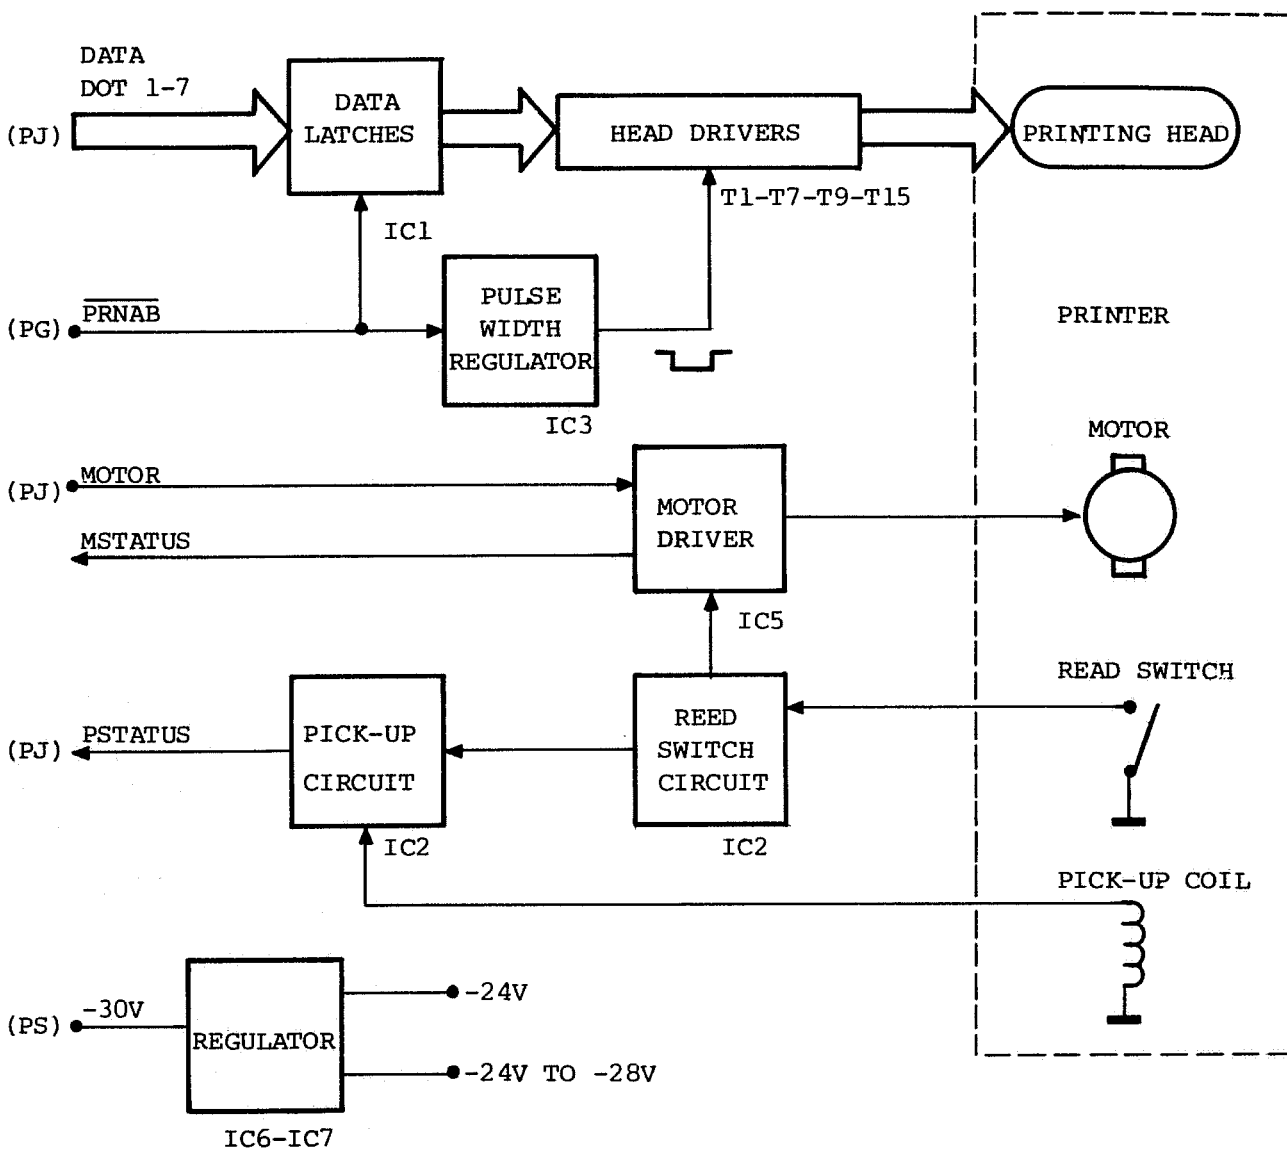 DATA
DOT 1-7
(PJ)
DATA
LATCHES
IC1
HEAD DRIVERS
T1-T7-T9-T15
PRINTING HEAD
(PG)
PRNAB
PULSE
WIDTH
REGULATOR
IC3
PRINTER
MOTOR
(PJ)
MOTOR
MSTATUS
MOTOR
DRIVER
IC5
READ SWITCH
(PJ)
PSTATUS
PICK-UP
CIRCUIT
IC2
REED
SWITCH
CIRCUIT
IC2
PICK-UP COIL
(PS)
-30V
REGULATOR
-24V
-24V TO -28V
IC6-IC7